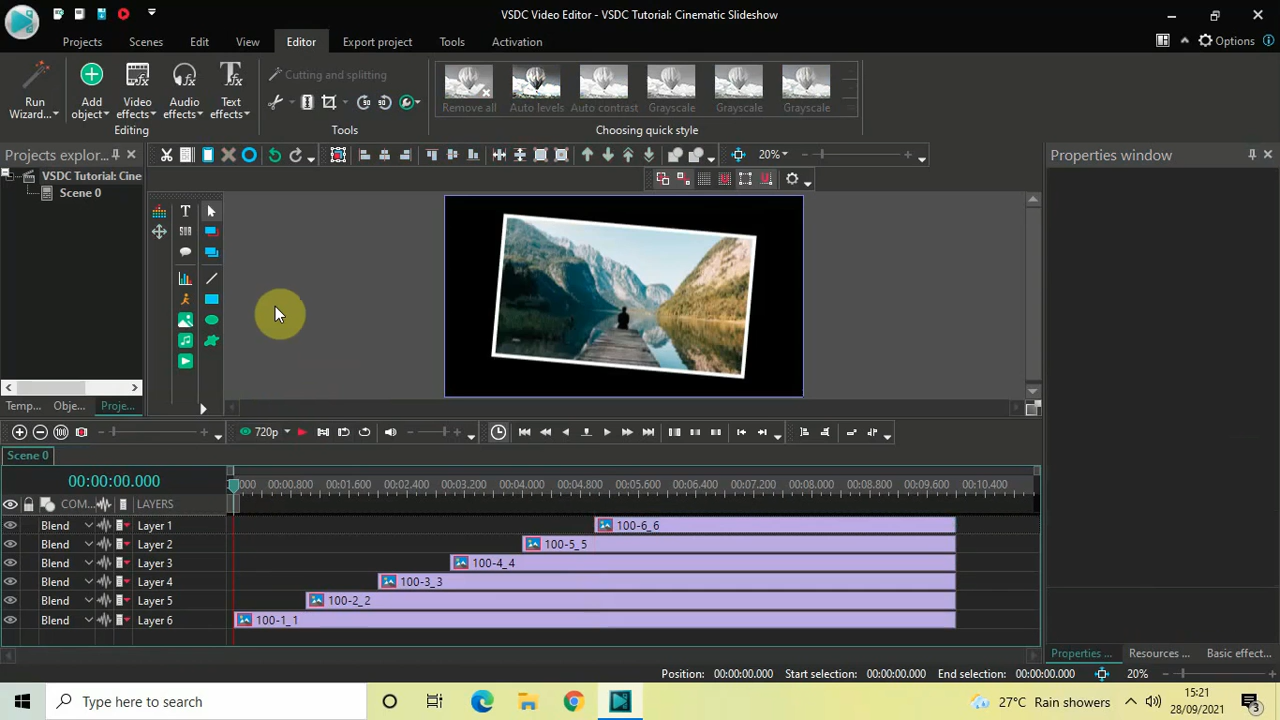 VSDC Video Editor - VSDC Tutorial: Cinematic Slideshow
Projects Scenes Edit View Editor Export project Tools Activation
Options
Run Wizard...
Add object
Video effects
Audio effects
Text effects
Editing
Cutting and splitting
Tools
Remove all
Auto levels
Auto contrast
Grayscale
Grayscale
Grayscale
Choosing quick style
Projects explor...
20%
Properties window
VSDC Tutorial: Cine
Scene 0
Temp... Obje... Proje...
720p
Scene 0
00:00:00.000
000 00:00.800 00:01.600 00:02.400 00:03.200 00:04.000 00:04.800 00:05.600 00:06.400 00:07.200 00:08.000 00:08.800 00:09.600 00:10.400
COM... LAYERS
Blend Layer 1 100-6_6
Blend Layer 2 100-5_5
Blend Layer 3 100-4_4
Blend Layer 4 100-3_3
Blend Layer 5 100-2_2
Blend Layer 6 100-1_1
Properties ... Resources ... Basic effect...
Position: 00:00:00.000 Start selection: 00:00:00.000 End selection: 00:00:00.000 20%
Type here to search
27°C Rain showers
15:21
28/09/2021
3